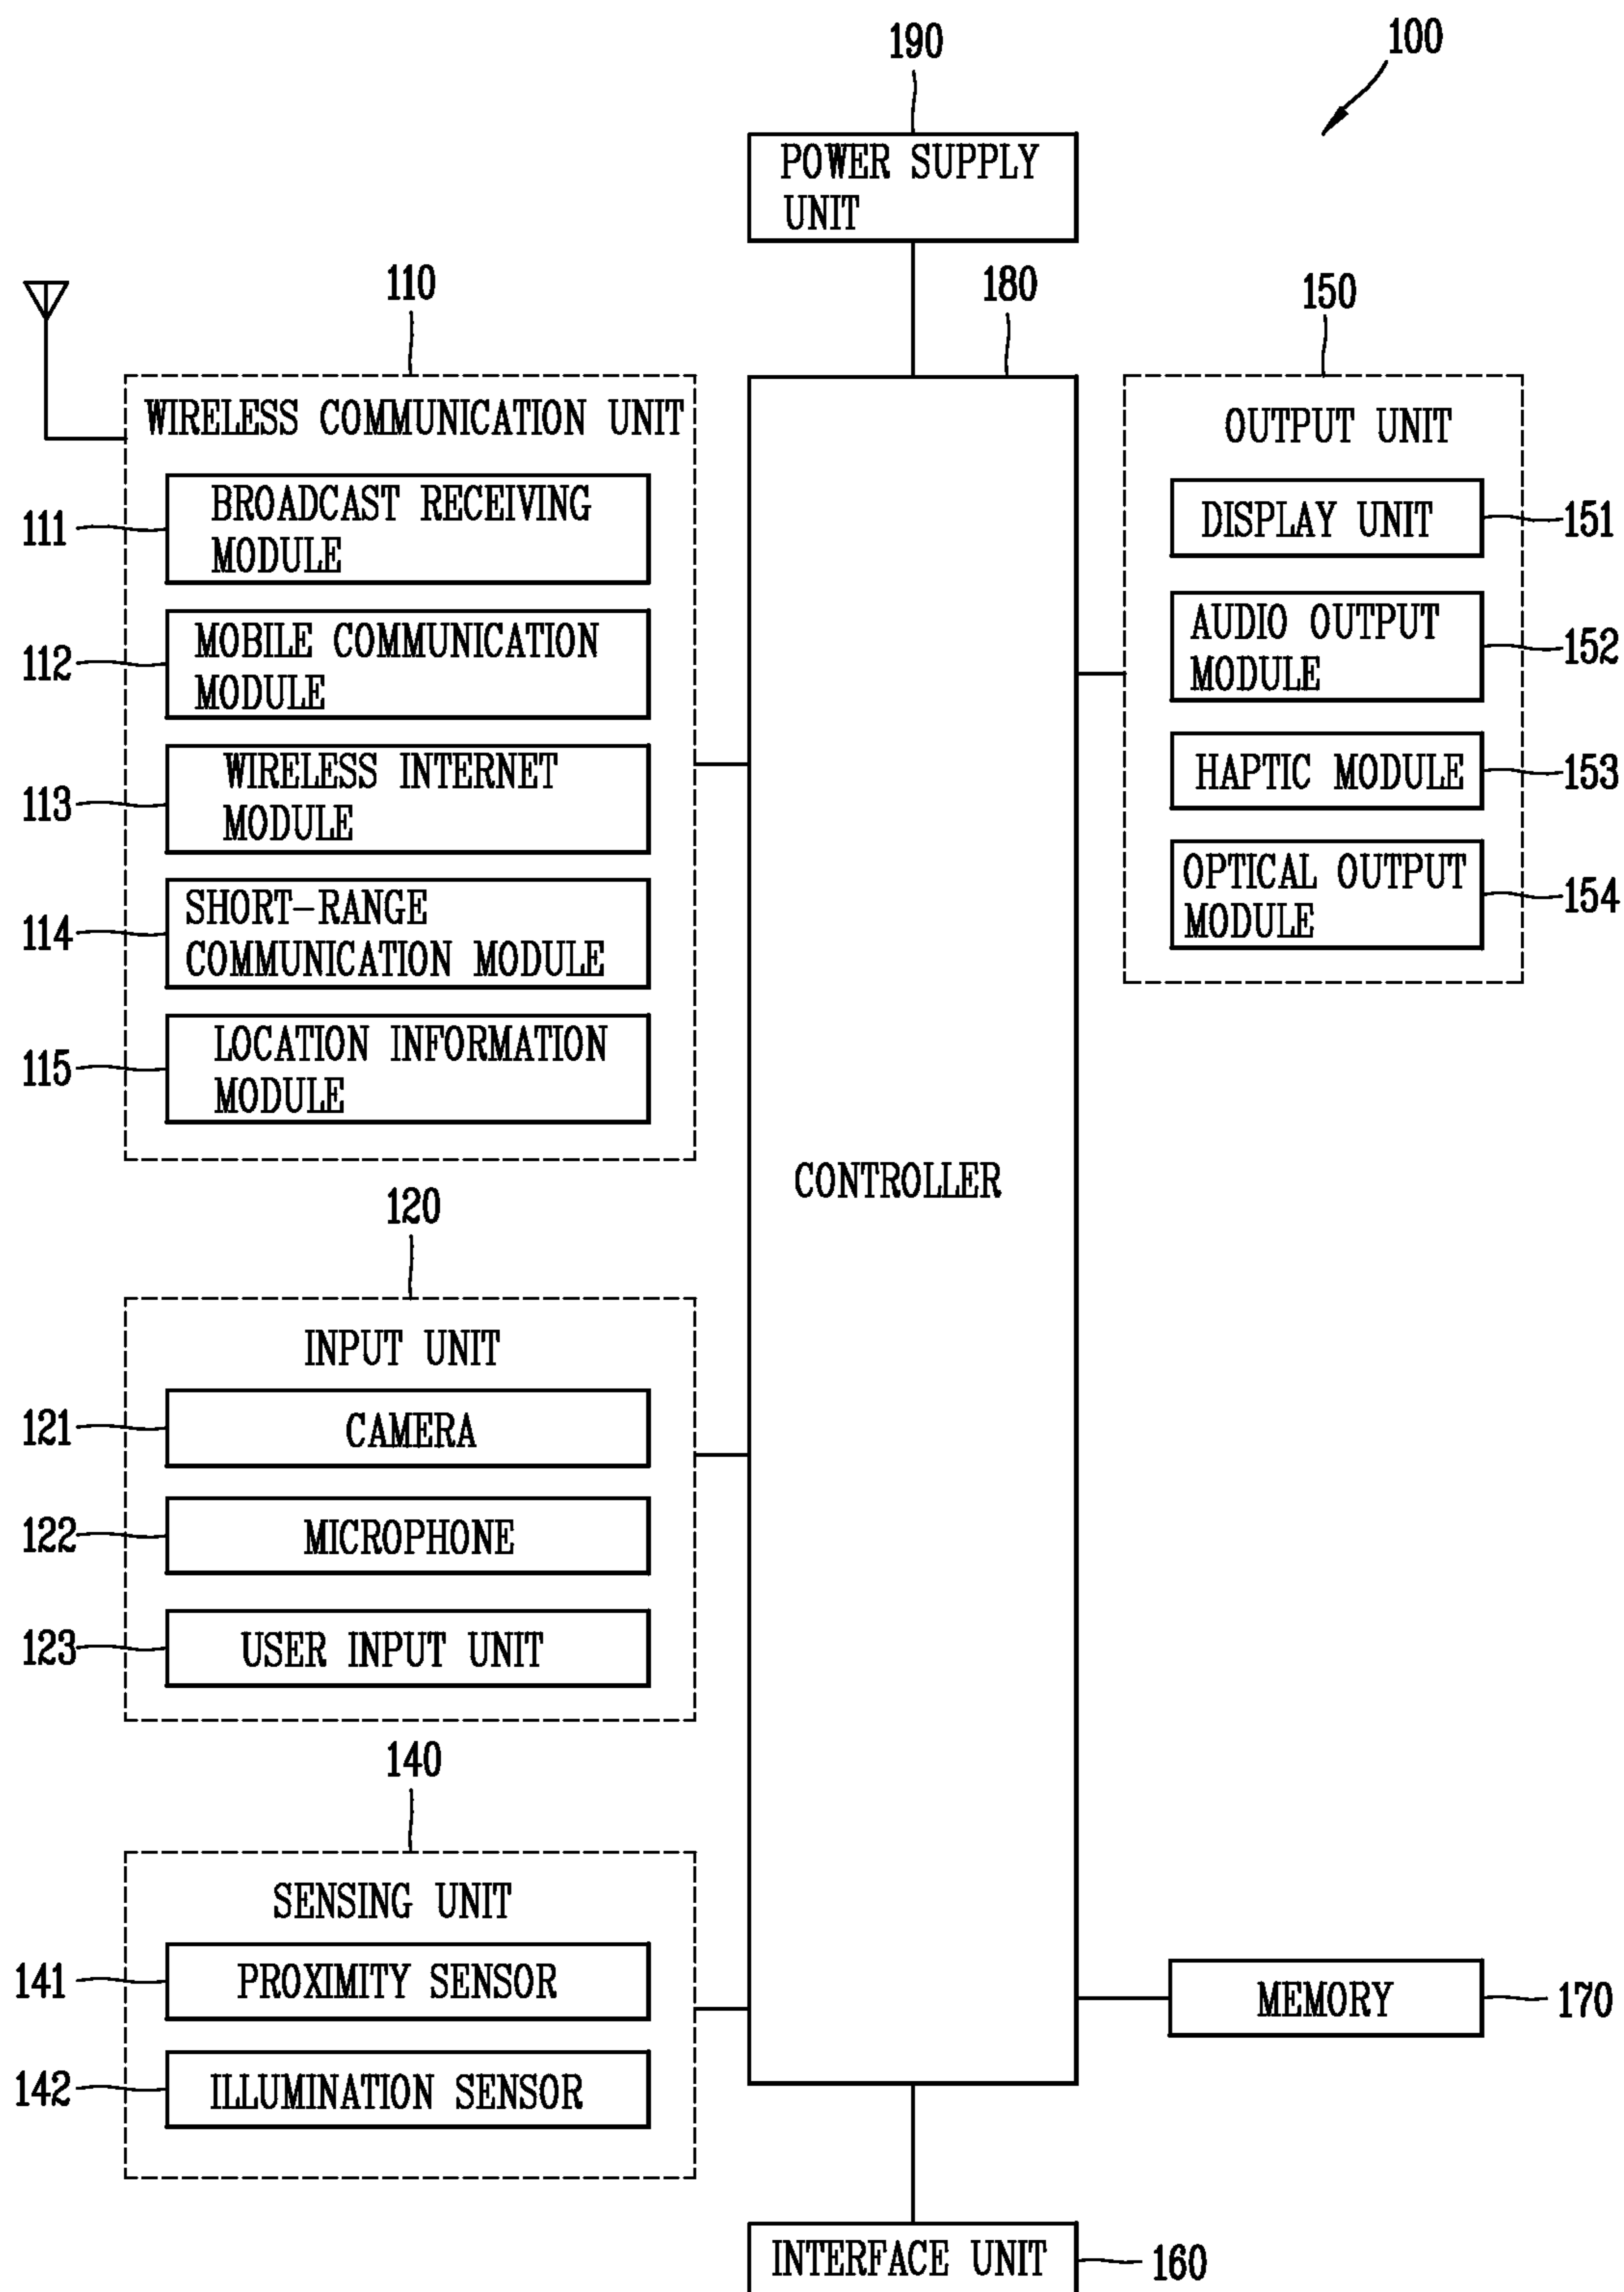 100
190
POWER SUPPLY
UNIT
110
180
150
WIRELESS COMMUNICATION UNIT
111
BROADCAST RECEIVING
MODULE
112
MOBILE COMMUNICATION
MODULE
113
WIRELESS INTERNET
MODULE
114
SHORT-RANGE
COMMUNICATION MODULE
115
LOCATION INFORMATION
MODULE
120
INPUT UNIT
121
CAMERA
122
MICROPHONE
123
USER INPUT UNIT
140
SENSING UNIT
141
PROXIMITY SENSOR
142
ILLUMINATION SENSOR
CONTROLLER
OUTPUT UNIT
DISPLAY UNIT
151
AUDIO OUTPUT
MODULE
152
HAPTIC MODULE
153
OPTICAL OUTPUT
MODULE
154
MEMORY
170
INTERFACE UNIT
160